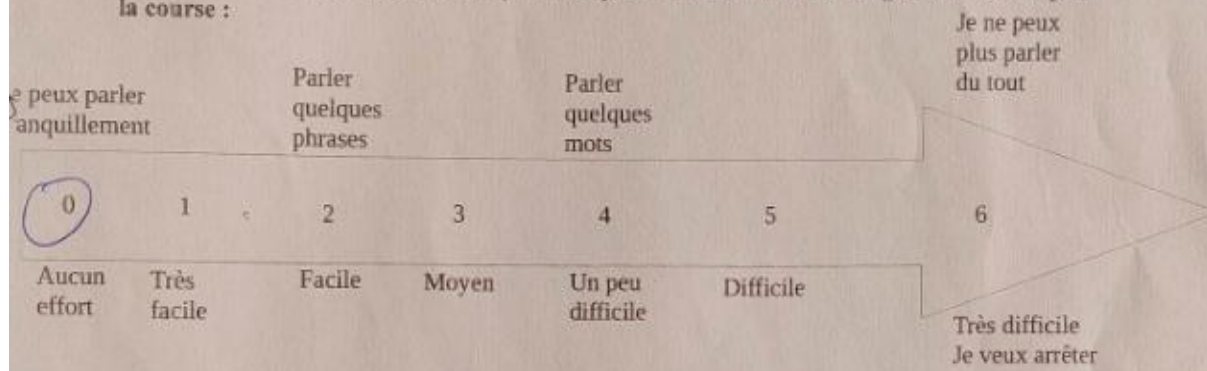 la course :
Je ne peux
plus parler
du tout
peux parler
Parler
quelques
phrases
Parler
quelques
mots
0 1 2 3 4 5 6
Aucun
effort
Très
facile
Facile
Moyen
Un peu
difficile
Difficile
Très difficile
Je veux arrêter